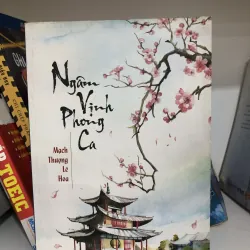 Ngâm
Vịnh
Phong
Ca
Mạch
Thượng
Lê
Hoa
TOEIC